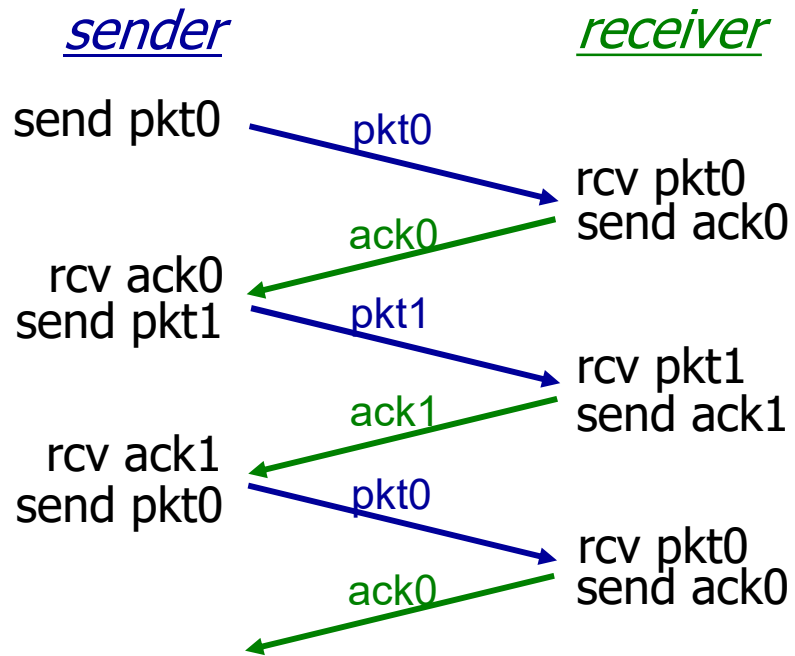 sender
receiver
send pkt0
pkt0
rcv pkt0
send ack0
ack0
rcv ack0
send pkt1
pkt1
rcv pkt1
send ack1
ack1
rcv ack1
send pkt0
pkt0
rcv pkt0
send ack0
ack0